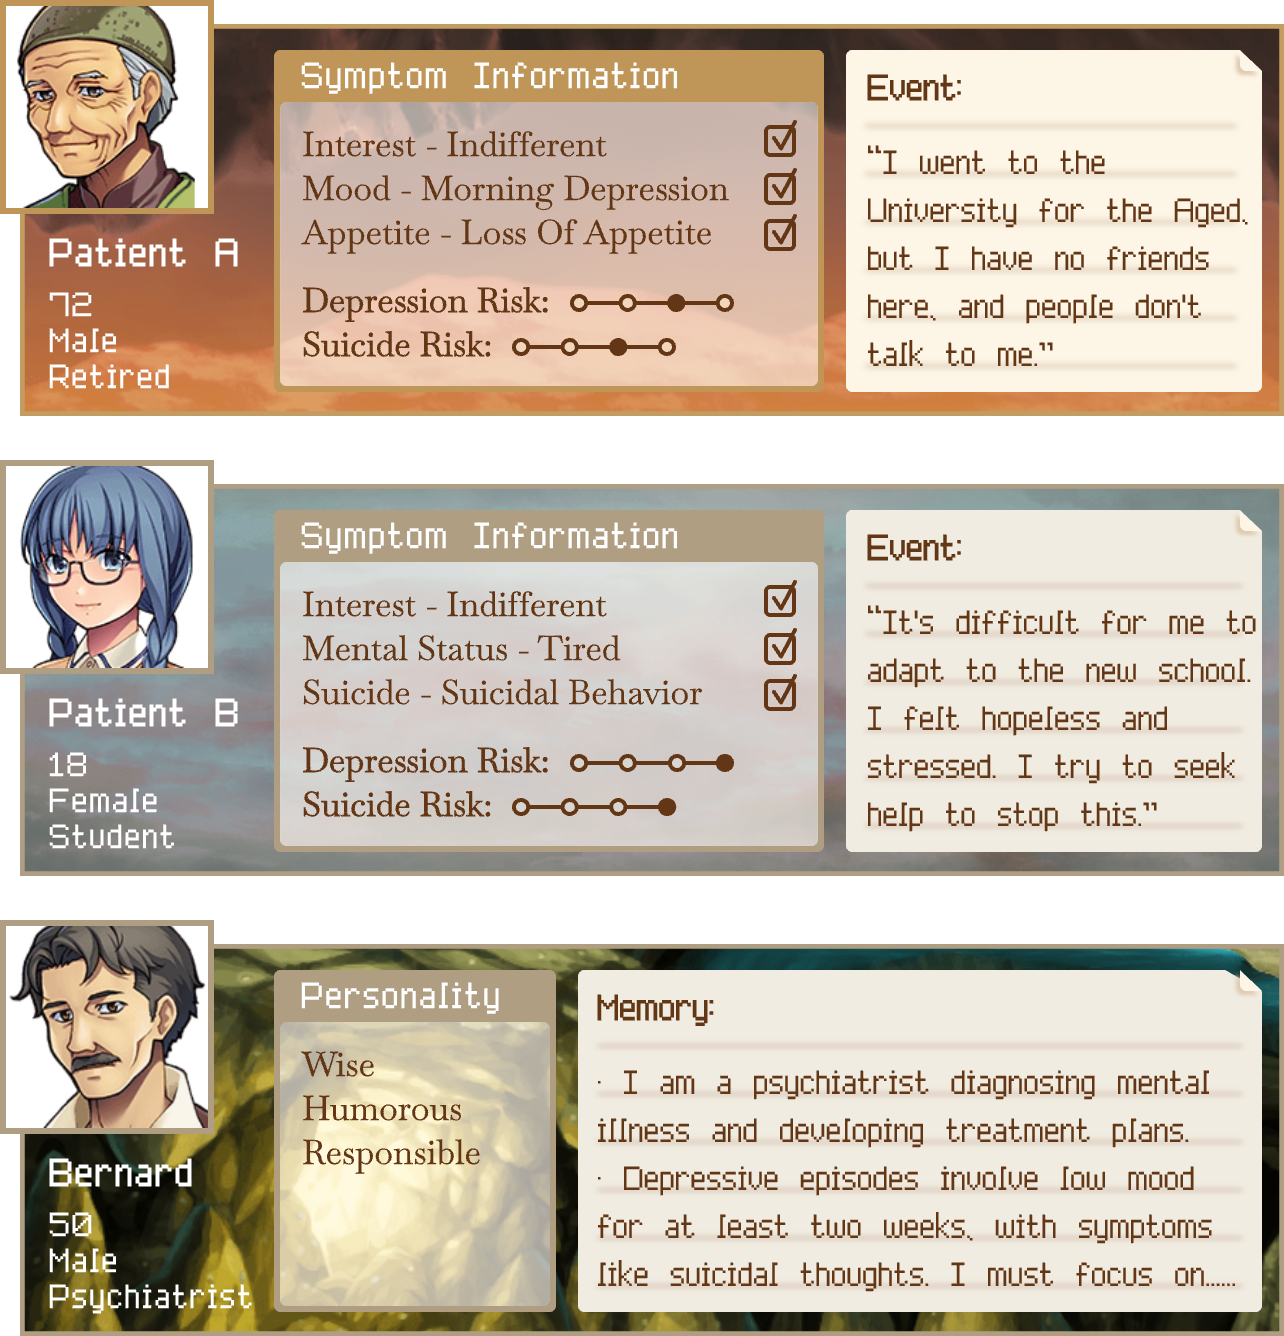 Patient A
72
Male
Retired
Symptom Information
Interest - Indifferent
Mood - Morning Depression
Appetite - Loss Of Appetite
Depression Risk:
Suicide Risk:
Event:
“I went to the
University for the Aged,
but I have no friends
here, and people don't
talk to me.”
Patient B
18
Female
Student
Symptom Information
Interest - Indifferent
Mental Status - Tired
Suicide - Suicidal Behavior
Depression Risk:
Suicide Risk:
Event:
“It's difficult for me to
adapt to the new school.
I felt hopeless and
stressed. I try to seek
help to stop this.”
Bernard
50
Male
Psychiatrist
Personality
Wise
Humorous
Responsible
Memory:
· I am a psychiatrist diagnosing mental
illness and developing treatment plans.
· Depressive episodes involve low mood
for at least two weeks, with symptoms
like suicidal thoughts. I must focus on......